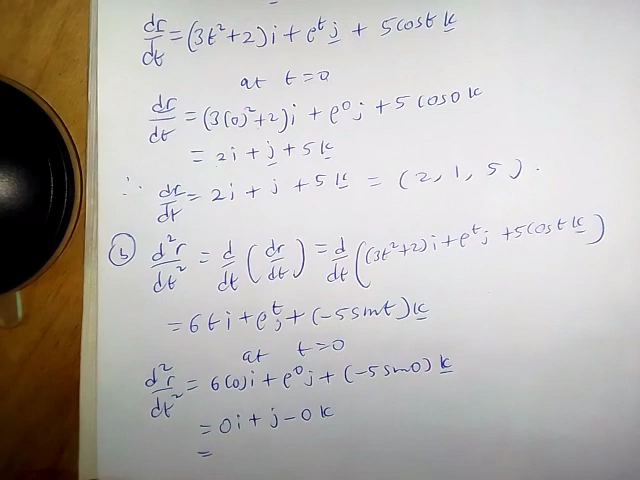 dr/dt = (3t²+2)i + e^t j + 5cost k
at t=0
dr/dt = (3(0)²+2)i + e⁰j + 5cos0 k
= 2i + j + 5k
∴ dr/dt = 2i + j + 5k = (2, 1, 5).
(b) d²r/dt² = d/dt (dr/dt) = d/dt ((3t²+2)i + e^t j + 5cost k)
= 6ti + e^t j + (-5sint)k
at t=0
d²r/dt² = 6(0)i + e⁰j + (-5sin0)k
= 0i + j - 0k
=